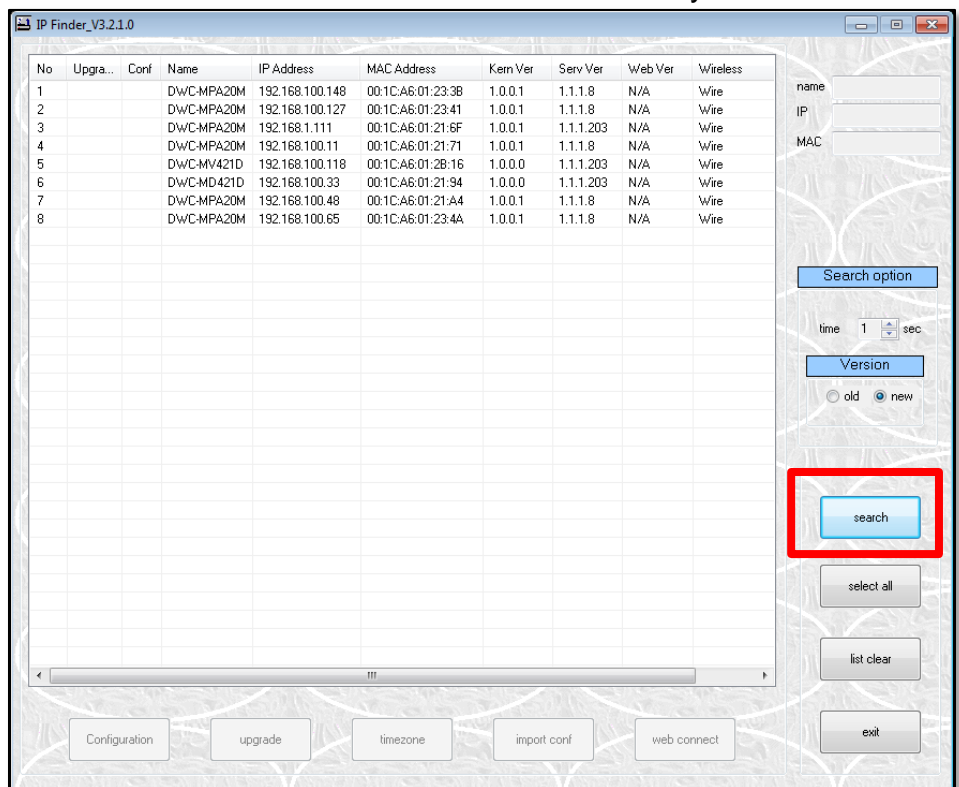 IP Finder_V3.2.1.0
No Upgra... Conf Name IP Address MAC Address Kern Ver Serv Ver Web Ver Wireless
1 DWC-MPA20M 192.168.100.148 00:1C:A6:01:23:3B 1.0.0.1 1.1.1.8 N/A Wire
2 DWC-MPA20M 192.168.100.127 00:1C:A6:01:23:41 1.0.0.1 1.1.1.8 N/A Wire
3 DWC-MPA20M 192.168.1.111 00:1C:A6:01:21:6F 1.0.0.1 1.1.1.203 N/A Wire
4 DWC-MPA20M 192.168.100.11 00:1C:A6:01:21:71 1.0.0.1 1.1.1.8 N/A Wire
5 DWC-MV421D 192.168.100.118 00:1C:A6:01:2B:16 1.0.0.0 1.1.1.203 N/A Wire
6 DWC-MD421D 192.168.100.33 00:1C:A6:01:21:94 1.0.0.0 1.1.1.203 N/A Wire
7 DWC-MPA20M 192.168.100.48 00:1C:A6:01:21:A4 1.0.0.1 1.1.1.8 N/A Wire
8 DWC-MPA20M 192.168.100.65 00:1C:A6:01:23:4A 1.0.0.1 1.1.1.8 N/A Wire
name
IP
MAC
Search option
time 1 sec
Version
old new
search
select all
list clear
exit
Configuration upgrade timezone import conf web connect